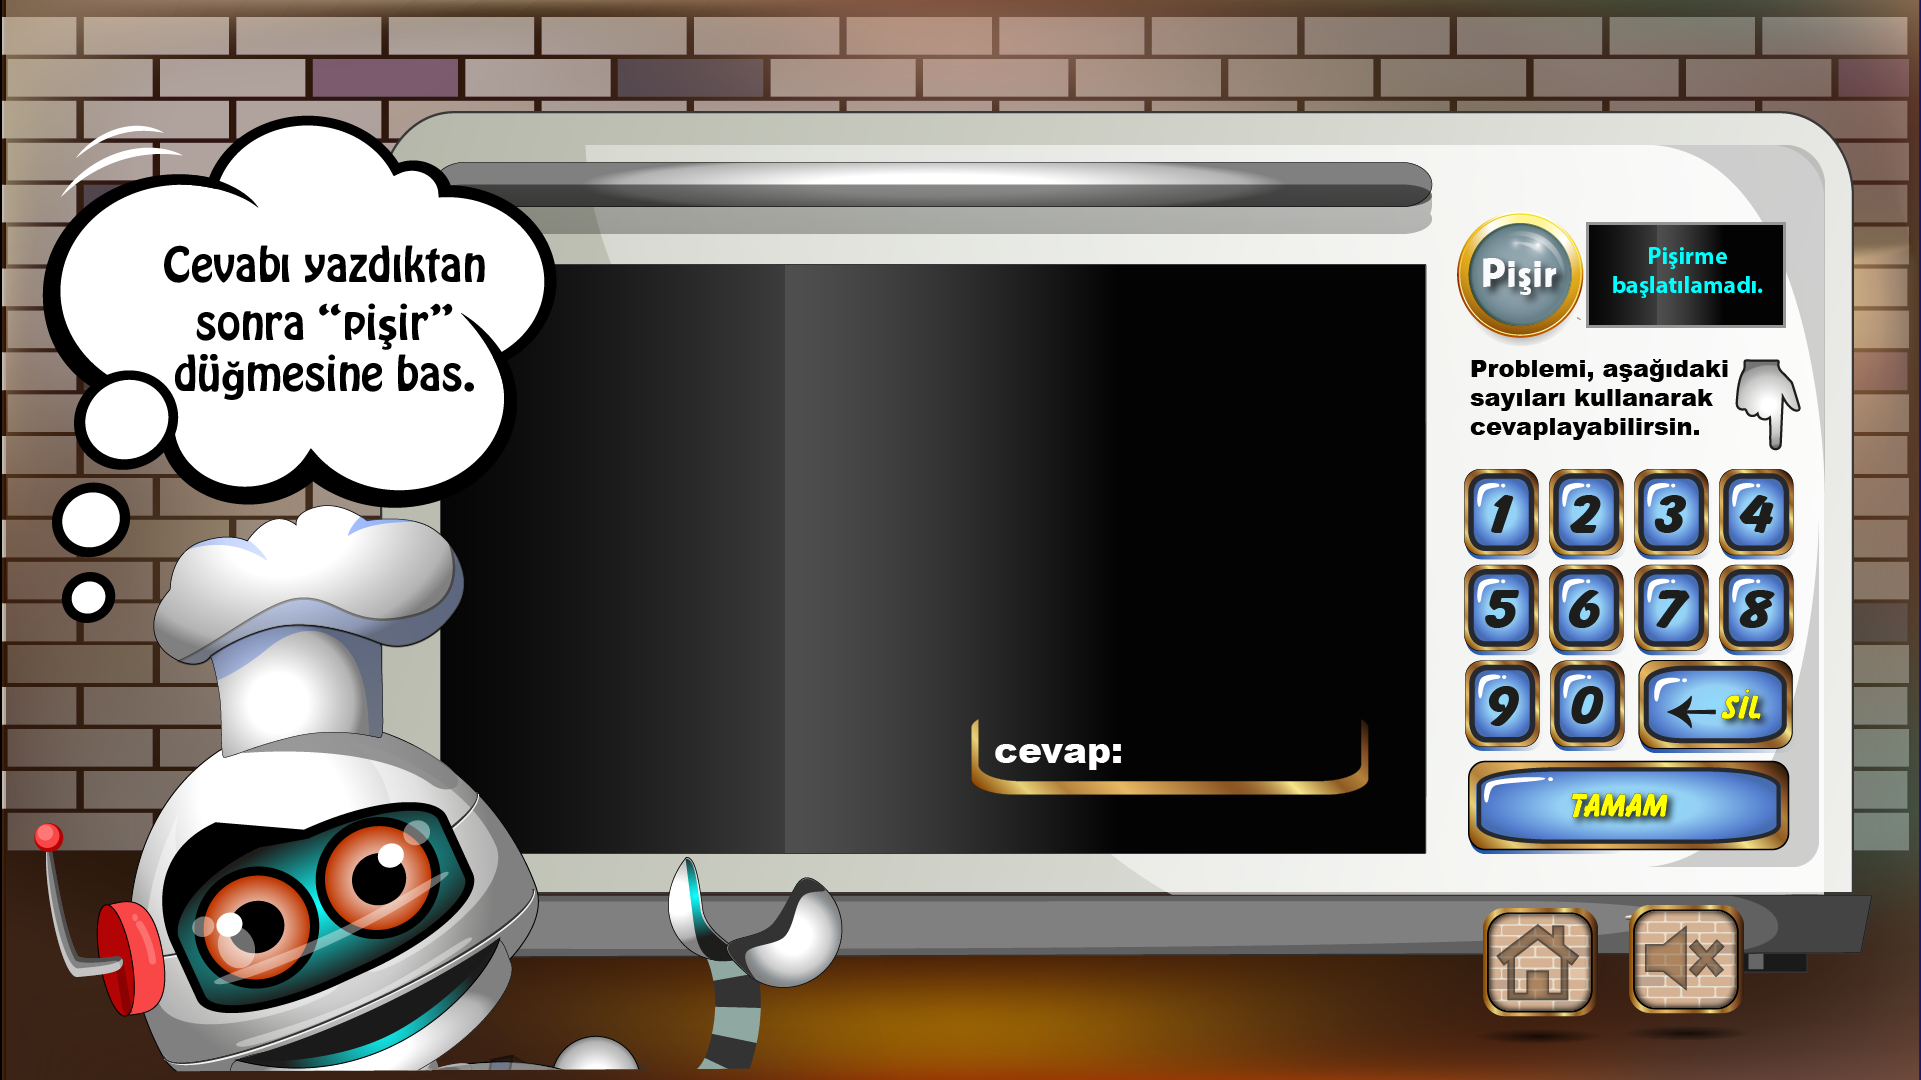 Cevabı yazdıktan
sonra “pişir”
düğmesine bas.
Pişir
Pişirme
başlatılamadı.
Problemi, aşağıdaki
sayıları kullanarak
cevaplayabilirsin.
1 2 3 4
5 6 7 8
9 0 ← SİL
TAMAM
cevap: